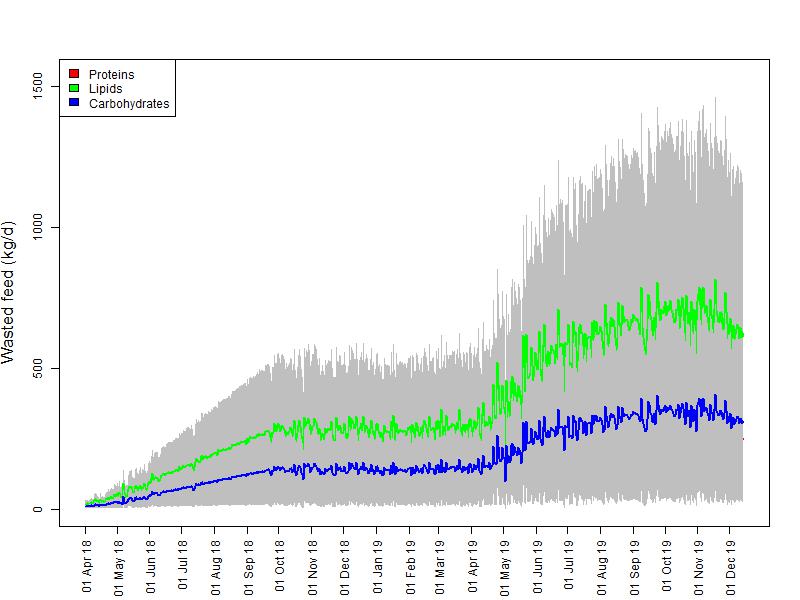 Proteins
Lipids
Carbohydrates
Wasted feed (kg/d)
1500
1000
500
0
01 Apr 18
01 May 18
01 Jun 18
01 Jul 18
01 Aug 18
01 Sep 18
01 Oct 18
01 Nov 18
01 Dec 18
01 Jan 19
01 Feb 19
01 Mar 19
01 Apr 19
01 May 19
01 Jun 19
01 Jul 19
01 Aug 19
01 Sep 19
01 Oct 19
01 Nov 19
01 Dec 19